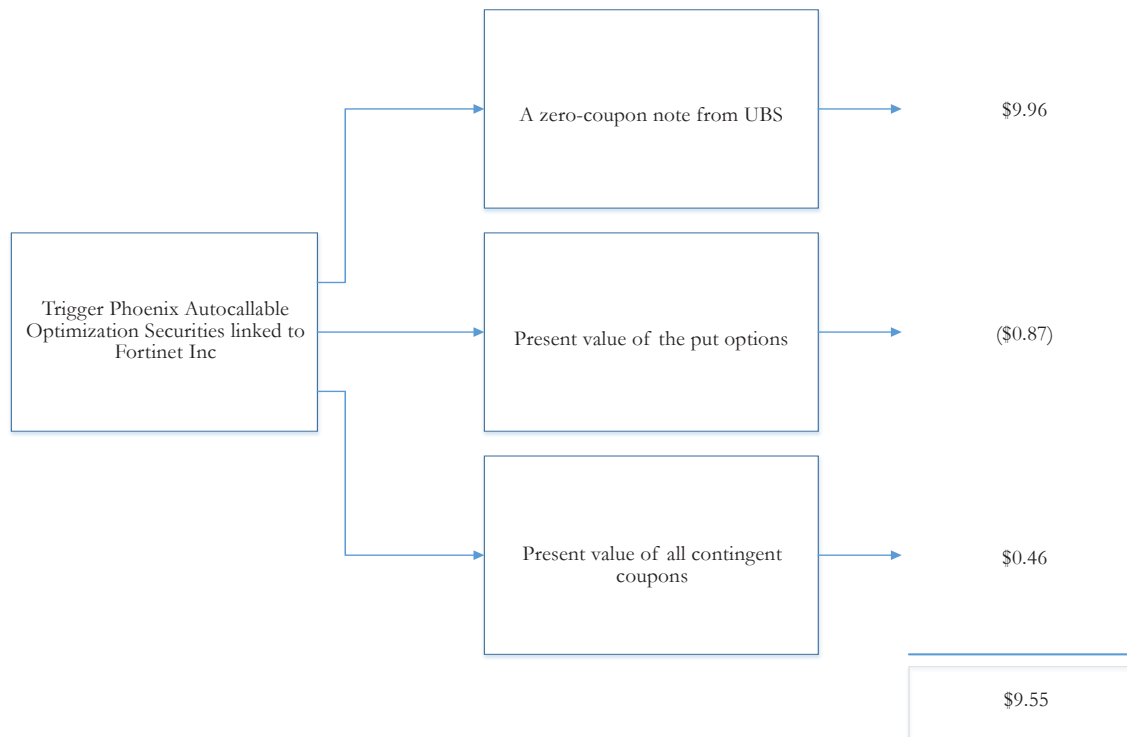 A zero-coupon note from UBS
$9.96
Trigger Phoenix Autocallable
Optimization Securities linked to
Fortinet Inc
Present value of the put options
($0.87)
Present value of all contingent
coupons
$0.46
$9.55